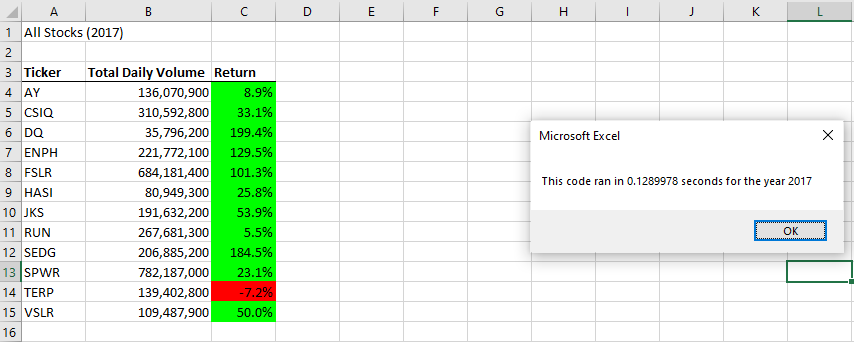 A B C D E F G H I J K L
1 All Stocks (2017)
2
3 Ticker Total Daily Volume Return
4 AY 136,070,900 8.9%
5 CSIQ 310,592,800 33.1%
6 DQ 35,796,200 199.4%
7 ENPH 221,772,100 129.5%
8 FSLR 684,181,400 101.3%
9 HASI 80,949,300 25.8%
10 JKS 191,632,200 53.9%
11 RUN 267,681,300 5.5%
12 SEDG 206,885,200 184.5%
13 SPWR 782,187,000 23.1%
14 TERP 139,402,800 -7.2%
15 VSLR 109,487,900 50.0%
16
Microsoft Excel
This code ran in 0.1289978 seconds for the year 2017
OK